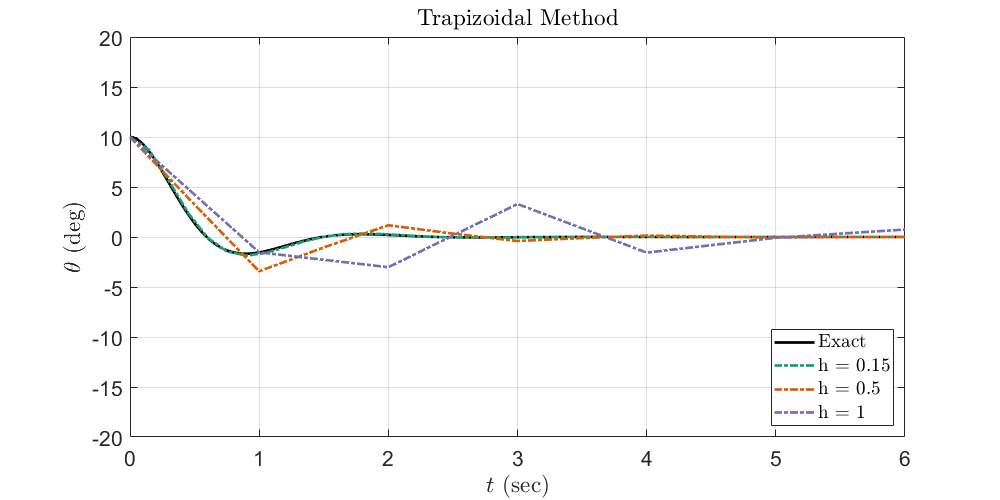 Trapizoidal Method
20
15
10
5
0
-5
-10
-15
-20
θ (deg)
0 1 2 3 4 5 6
t (sec)
Exact
h = 0.15
h = 0.5
h = 1